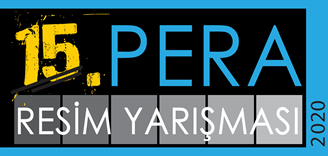 15. PERA
RESİM YARIŞMASI
2020